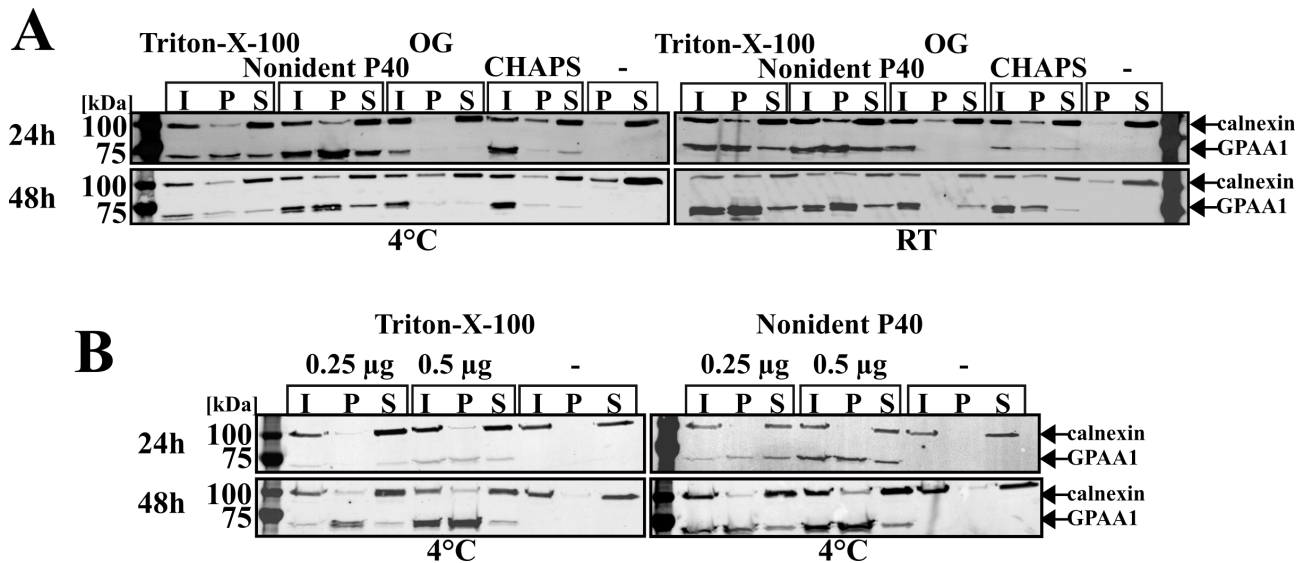 A
Triton-X-100 OG Triton-X-100 OG
Nonident P40 CHAPS - Nonident P40 CHAPS -
[kDa] I P S I P S I P S I P S P S I P S I P S I P S I P S P S
24h 100 calnexin
75 GPAA1
48h 100 calnexin
75 GPAA1
4°C RT
B
Triton-X-100 Nonident P40
0.25 µg 0.5 µg - 0.25 µg 0.5 µg -
[kDa] I P S I P S I P S I P S I P S I P S
24h 100 calnexin
75 GPAA1
48h 100 calnexin
75 GPAA1
4°C 4°C